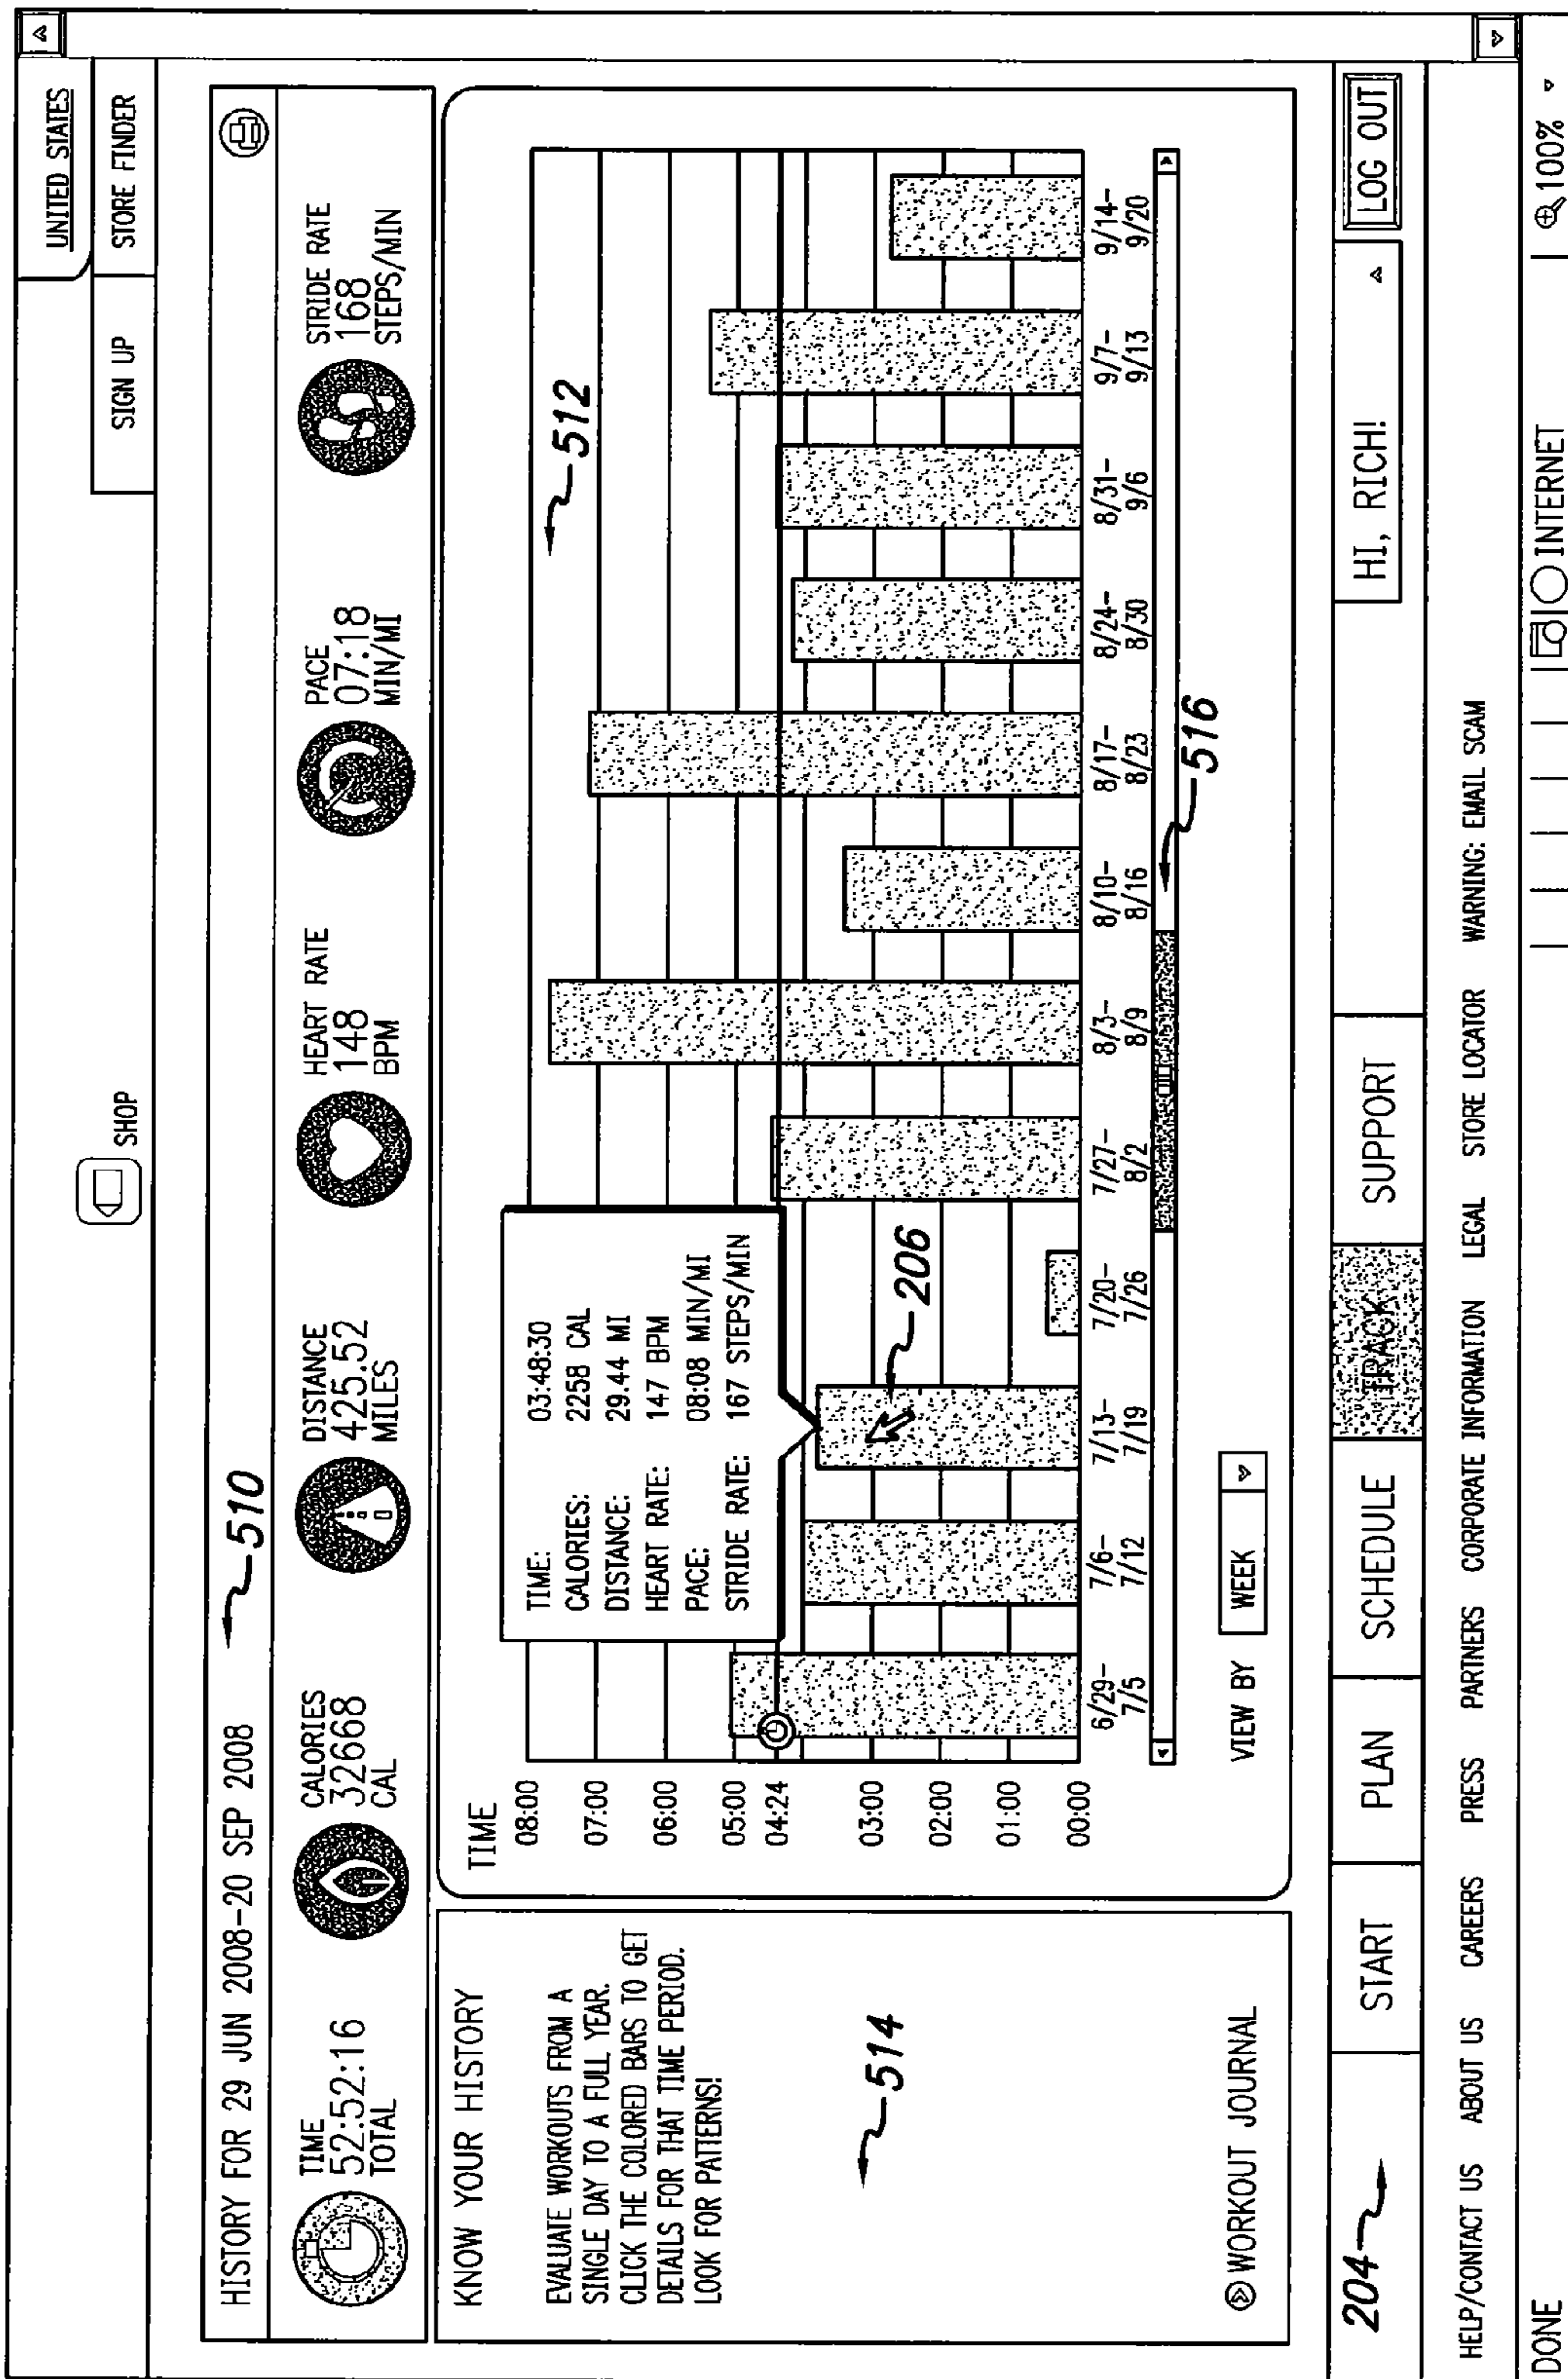 UNITED STATES
SHOP
SIGN UP
STORE FINDER
HISTORY FOR 29 JUN 2008-20 SEP 2008
510
TIME
52:52:16
TOTAL
CALORIES
32668
CAL
DISTANCE
425.52
MILES
HEART RATE
148
BPM
PACE
07:18
MIN/MI
STRIDE RATE
168
STEPS/MIN
KNOW YOUR HISTORY
EVALUATE WORKOUTS FROM A
SINGLE DAY TO A FULL YEAR.
CLICK THE COLORED BARS TO GET
DETAILS FOR THAT TIME PERIOD.
LOOK FOR PATTERNS!
514
WORKOUT JOURNAL
TIME
08:00
07:00
06:00
05:00
04:24
03:00
02:00
01:00
00:00
TIME: 03:48:30
CALORIES: 2258 CAL
DISTANCE: 29.44 MI
HEART RATE: 147 BPM
PACE: 08:08 MIN/MI
STRIDE RATE: 167 STEPS/MIN
512
206
6/29-
7/5
7/6-
7/12
7/13-
7/19
7/20-
7/26
7/27-
8/2
8/3-
8/9
8/10-
8/16
8/17-
8/23
8/24-
8/30
8/31-
9/6
9/7-
9/13
9/14-
9/20
516
VIEW BY WEEK
204
START
PLAN
SCHEDULE
TRACK
SUPPORT
HI, RICH!
LOG OUT
HELP/CONTACT US ABOUT US CAREERS PRESS PARTNERS CORPORATE INFORMATION LEGAL STORE LOCATOR WARNING: EMAIL SCAM
DONE
INTERNET
100%